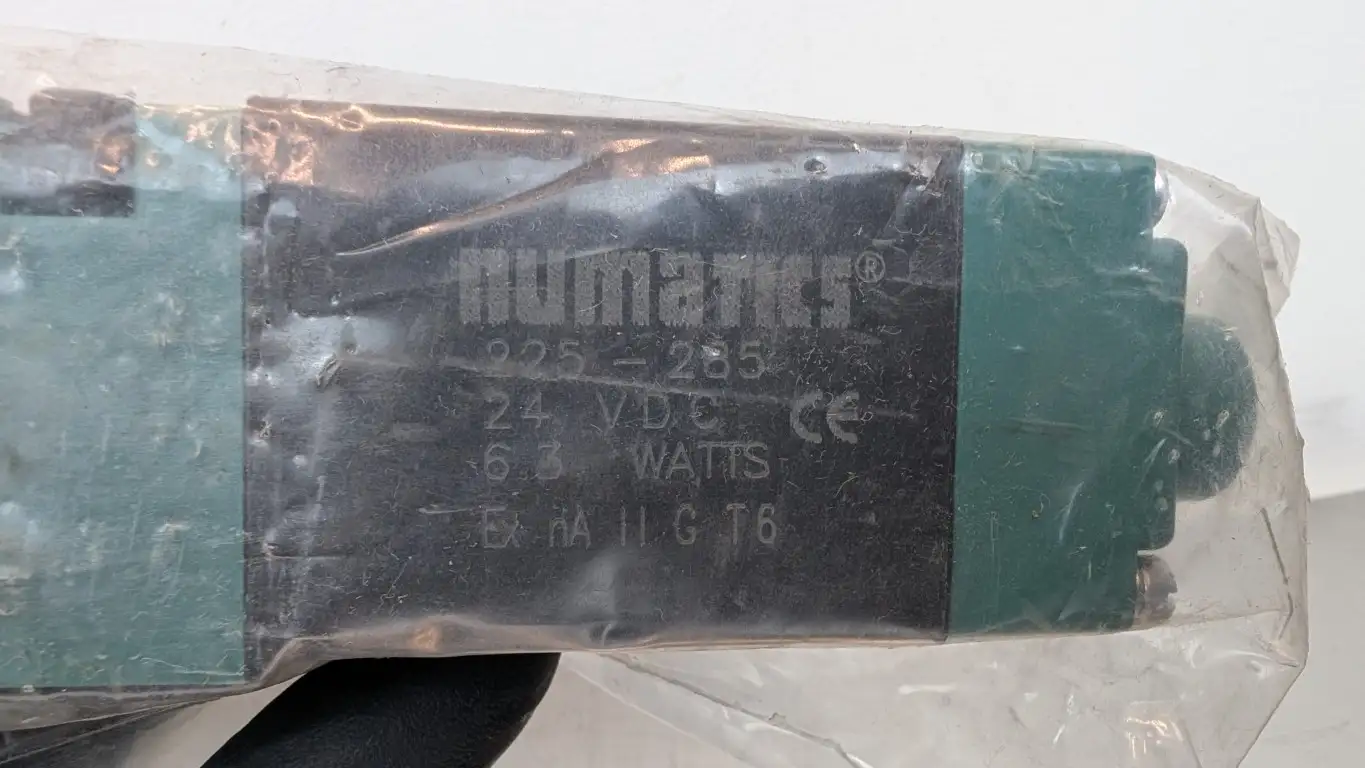 numatics®
225-285
24 VDC CE
6.3 WATTS
Ex nA II G T6